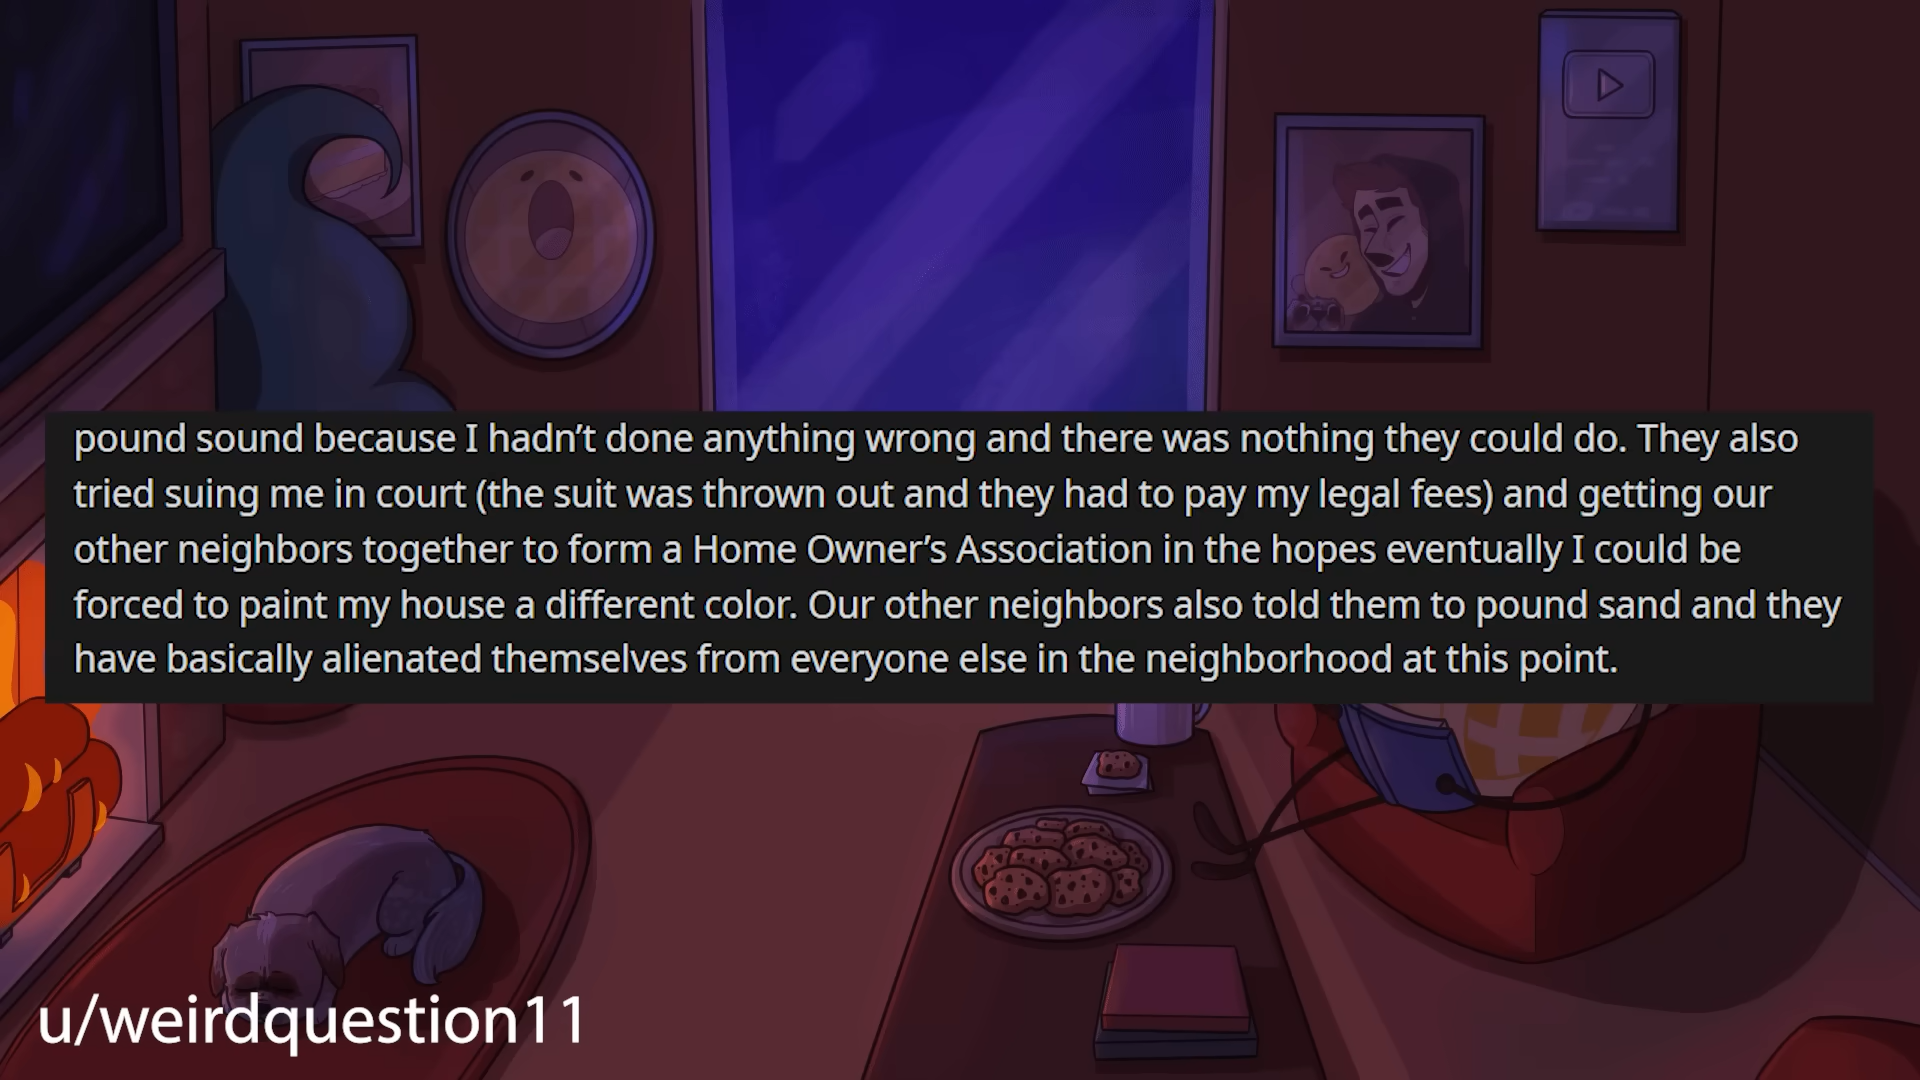 pound sound because I hadn’t done anything wrong and there was nothing they could do. They also
tried suing me in court (the suit was thrown out and they had to pay my legal fees) and getting our
other neighbors together to form a Home Owner’s Association in the hopes eventually I could be
forced to paint my house a different color. Our other neighbors also told them to pound sand and they
have basically alienated themselves from everyone else in the neighborhood at this point.
u/weirdquestion11